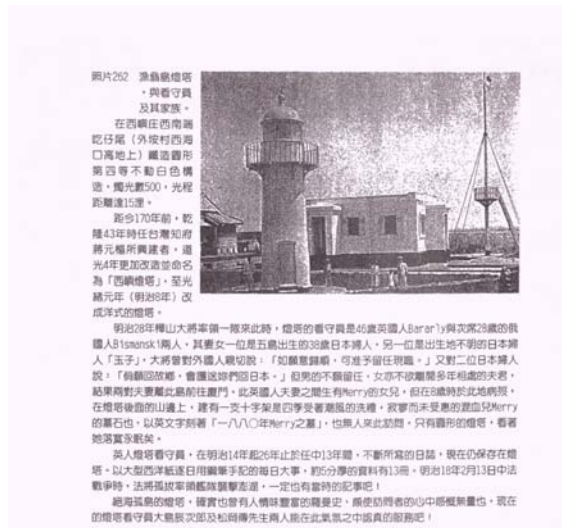 照片262　漁翁島燈塔
，與看守員
及其家族。
在西嶼庄西南端
圪仔尾（外垵村西海
口高地上）鐵造圓形
第四等不動白色構
造，燭光數500，光程
距離達15浬。
距今170年前，乾
隆43年時任台灣知府
蔣元樞所興建者，道
光4年更加改造並命名
為「西嶼燈塔」，至光
緒元年（明治8年）改
成洋式的燈塔。
明治28年樺山大將率領一隊來此時，燈塔的看守員是46歲英國人Bararly與次席28歲的俄
國人Bismanski兩人，其妻女一位是五島出生的38歲日本婦人，另一位是出生地不明的日本婦
人「玉子」，大將曾對外國人親切說：「如願意歸順，可准予留任現職。」又對二位日本婦人
說：「倘願回故鄉，會護送妳們回日本。」但男的不願留任，女亦不欲離開多年相處的夫君，
結果兩對夫妻離此島前往廈門。此英國人夫妻之間生有Merry的女兒，但在8歲時於此地病歿，
在燈塔後面的山邊上，建有一支十字架是四季受著潮風的洗禮，寂寥而未受惠的混血兒Merry
的墓石也。以英文字刻著「一八八〇年Merry之墓」，也無人來此訪問，只有圓形的燈塔，看著
她落寞永眠矣。
英人燈塔看守員，在明治14年起26年止於任中13年間，不斷所寫的日誌，現在仍保存在燈
塔。以大型西洋紙逐日用鋼筆手記的每日大事，約5分厚的資料有13冊。明治18年2月13日中法
戰爭時，法將孤拔率領艦隊襲擊澎湖，一定也有當時的記事吧！
絕海孤島的燈塔，確實也曾有人情味豐富的羅曼史，頗使訪問者的心中感慨無量也，現在
的燈塔看守員大島辰次郎及松岡傳先生兩人能在此氣氛之中認真的服務吧！